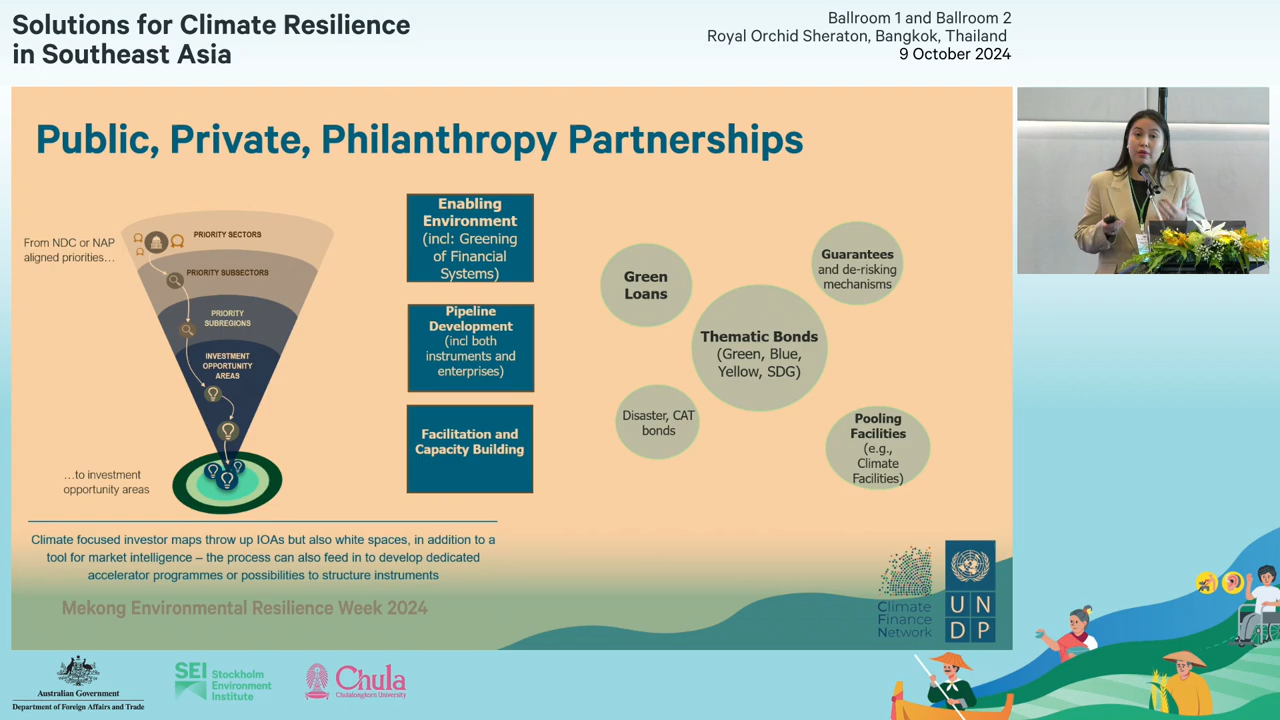 Solutions for Climate Resilience
in Southeast Asia
Ballroom 1 and Ballroom 2
Royal Orchid Sheraton, Bangkok, Thailand
9 October 2024
Public, Private, Philanthropy Partnerships
From NDC or NAP
aligned priorities…
PRIORITY SECTORS
PRIORITY SUBSECTORS
PRIORITY
SUBREGIONS
INVESTMENT
OPPORTUNITY
AREAS
…to investment
opportunity areas
Enabling
Environment
(incl: Greening
of Financial
Systems)
Pipeline
Development
(incl both
instruments and
enterprises)
Facilitation and
Capacity Building
Green
Loans
Guarantees
and de-risking
mechanisms
Thematic Bonds
(Green, Blue,
Yellow, SDG)
Disaster, CAT
bonds
Pooling
Facilities
(e.g.,
Climate
Facilities)
Climate focused investor maps throw up IOAs but also white spaces, in addition to a
tool for market intelligence – the process can also feed in to develop dedicated
accelerator programmes or possibilities to structure instruments
Mekong Environmental Resilience Week 2024
Climate
Finance
Network
U N
D P
Australian Government
Department of Foreign Affairs and Trade
SEI Stockholm
Environment
Institute
Chula
Chulalongkorn University